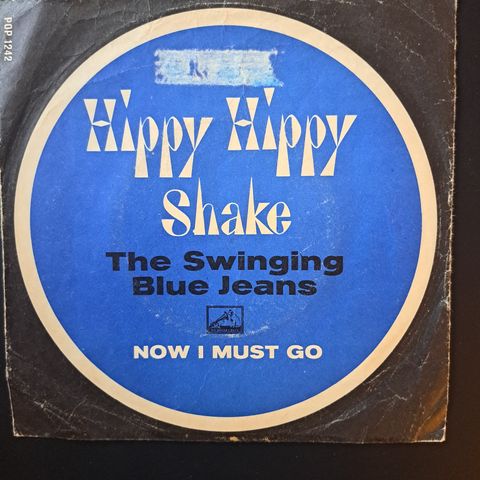 POP 1242
Hippy Hippy
Shake
The Swinging
Blue Jeans
NOW I MUST GO